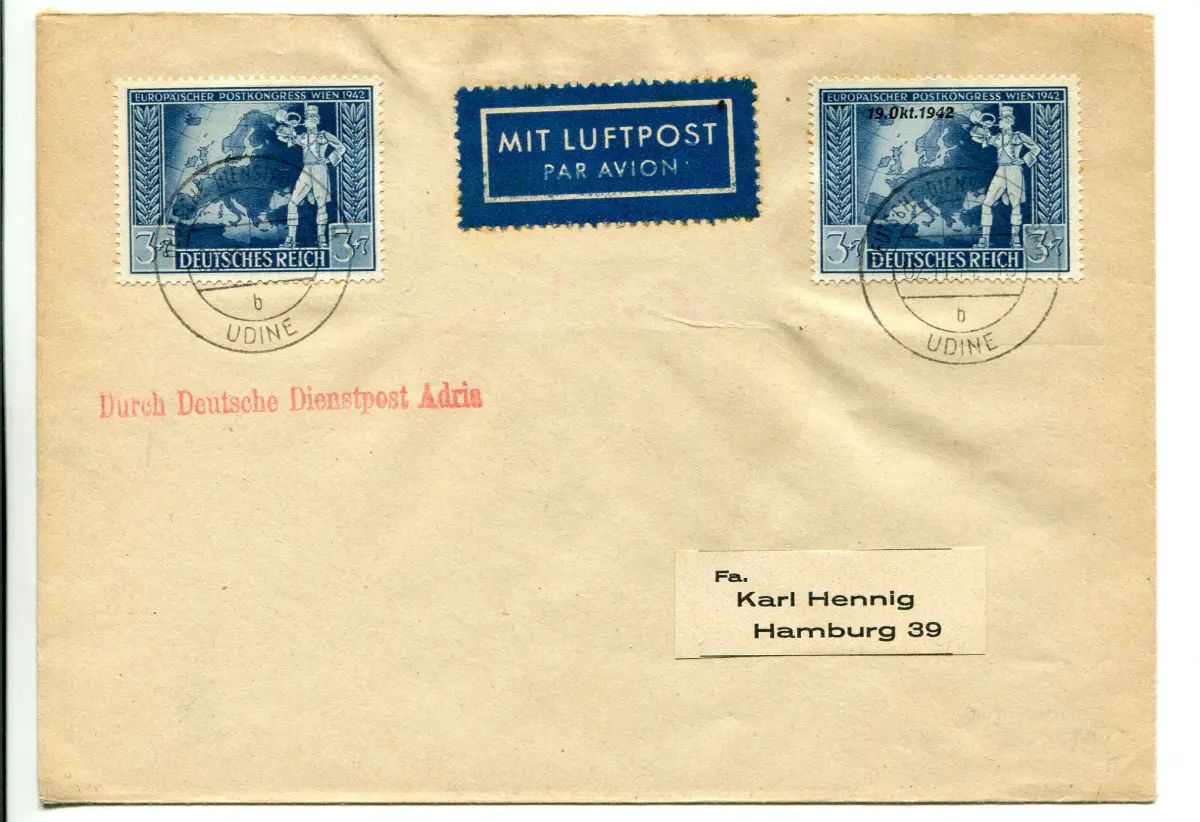 EUROPÄISCHER POSTKONGRESS WIEN 1942
3+7 3+7
DEUTSCHES REICH
b
UDINE
MIT LUFTPOST
PAR AVION
EUROPÄISCHER POSTKONGRESS WIEN 1942
19.Okt.1942
3+7 3+7
DEUTSCHES REICH
b
UDINE
Durch Deutsche Dienstpost Adria
Fa.
Karl Hennig
Hamburg 39